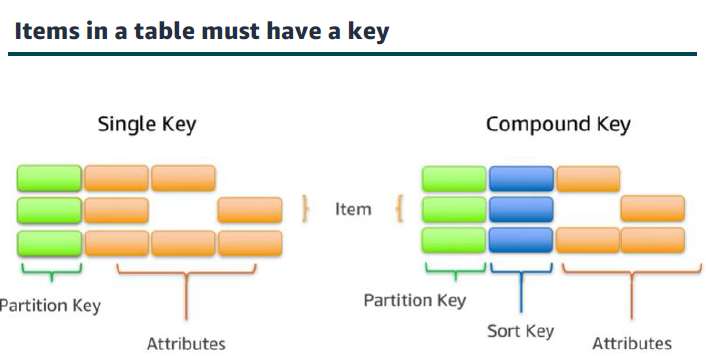 Items in a table must have a key
Single Key
Compound Key
Item
Partition Key
Attributes
Partition Key
Sort Key
Attributes